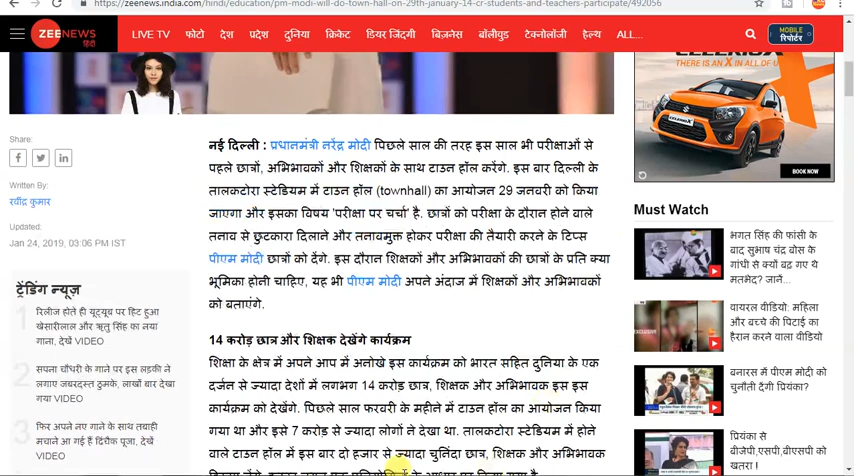 https://zeenews.india.com/hindi/education/pm-modi-will-do-town-hall-on-29th-january-14-cr-students-and-teachers-participate/492056
ZEENEWS
हिंदी
LIVE TV फोटो देश प्रदेश दुनिया क्रिकेट डियर जिंदगी बिज़नेस बॉलीवुड टेक्नोलॉजी हेल्थ ALL...
MOBILE
रिपोर्टर
THERE IS AN X IN ALL OF U
BOOK NOW
Share:
Written By:
रवींद्र कुमार
Updated:
Jan 24, 2019, 03:06 PM IST
ट्रेंडिंग न्यूज़
1 रिलीज होते ही यूट्यूब पर हिट हुआ
खेसारीलाल और ऋतु सिंह का नया
गाना, देखें VIDEO
2 सपना चौधरी के गाने पर इस लड़की ने
लगाए जबरदस्त ठुमके, लाखों बार देखा
गया VIDEO
3 फिर अपने नए गाने के साथ तबाही
मचाने आ गई हैं डिंपैक पूजा, देखें
VIDEO
नई दिल्ली : प्रधानमंत्री नरेंद्र मोदी पिछले साल की तरह इस साल भी परीक्षाओं से
पहले छात्रों, अभिभावकों और शिक्षकों के साथ टाउन हॉल करेंगे. इस बार दिल्ली के
तालकटोरा स्टेडियम में टाउन हॉल (townhall) का आयोजन 29 जनवरी को किया
जाएगा और इसका विषय 'परीक्षा पर चर्चा' है. छात्रों को परीक्षा के दौरान होने वाले
तनाव से छुटकारा दिलाने और तनावमुक्त होकर परीक्षा की तैयारी करने के टिप्स
पीएम मोदी छात्रों को देंगे. इस दौरान शिक्षकों और अभिभावकों की छात्रों के प्रति क्या
भूमिका होनी चाहिए, यह भी पीएम मोदी अपने अंदाज में शिक्षकों और अभिभावकों
को बताएंगे.
14 करोड़ छात्र और शिक्षक देखेंगे कार्यक्रम
शिक्षा के क्षेत्र में अपने आप में अनोखे इस कार्यक्रम को भारत सहित दुनिया के एक
दर्जन से ज्यादा देशों में लगभग 14 करोड़ छात्र, शिक्षक और अभिभावक इस इस
कार्यक्रम को देखेंगे. पिछले साल फरवरी के महीने में टाउन हॉल का आयोजन किया
गया था और इसे 7 करोड़ से ज्यादा लोगों ने देखा था. तालकटोरा स्टेडियम में होने
वाले टाउन हॉल में इस बार दो हजार से ज्यादा चुनिंदा छात्र, शिक्षक और अभिभावक
Must Watch
भगत सिंह की फांसी के
बाद सुभाष चंद्र बोस के
गांधी से क्यों बढ़ गए थे
मतभेद? जानें...
वायरल वीडियो: महिला
और बच्चे की पिटाई का
हैरान करने वाला वीडियो
बनारस में पीएम मोदी को
चुनौती देंगी प्रियंका?
प्रियंका से
बीजेपी,एसपी,बीएसपी को
खतरा !